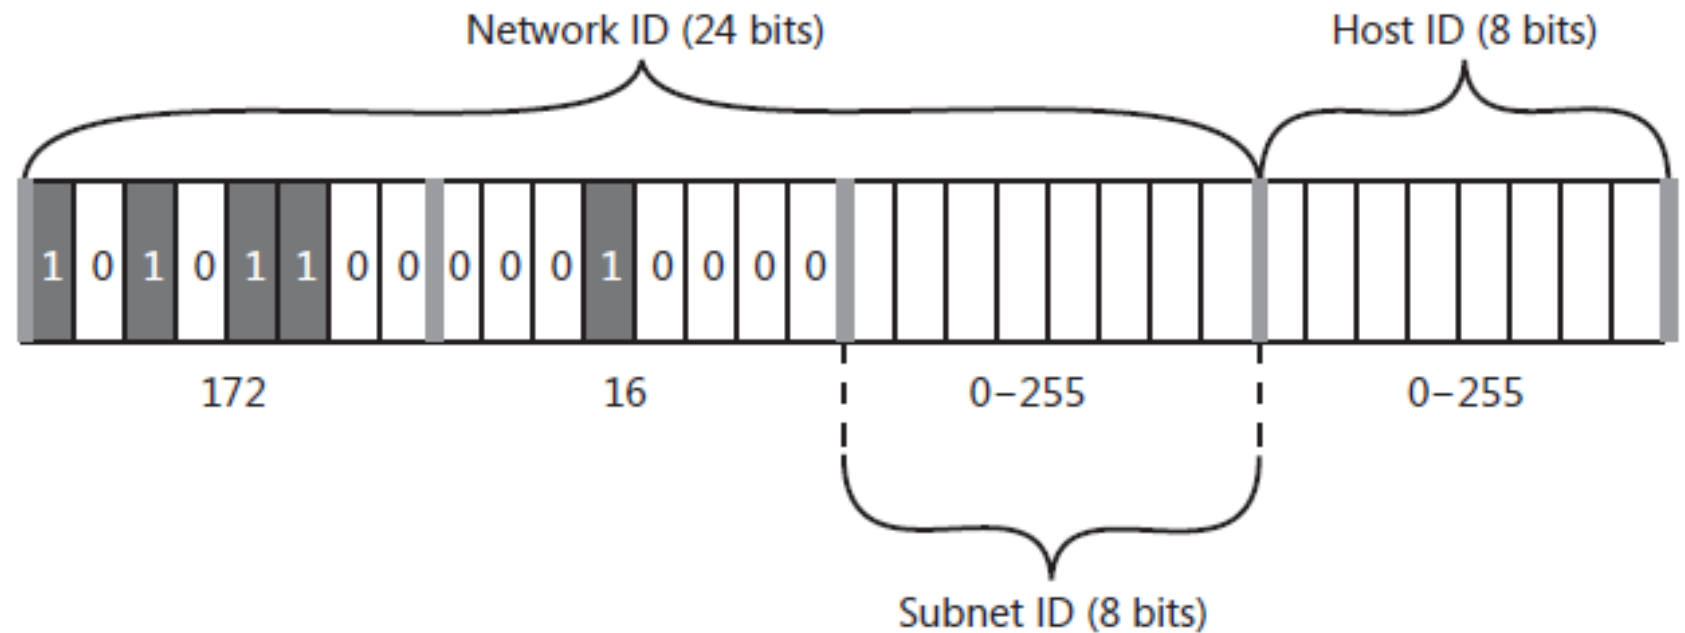 Network ID (24 bits) Host ID (8 bits)
1 0 1 0 1 1 0 0 0 0 0 1 0 0 0 0
172 16 0–255 0–255
Subnet ID (8 bits)